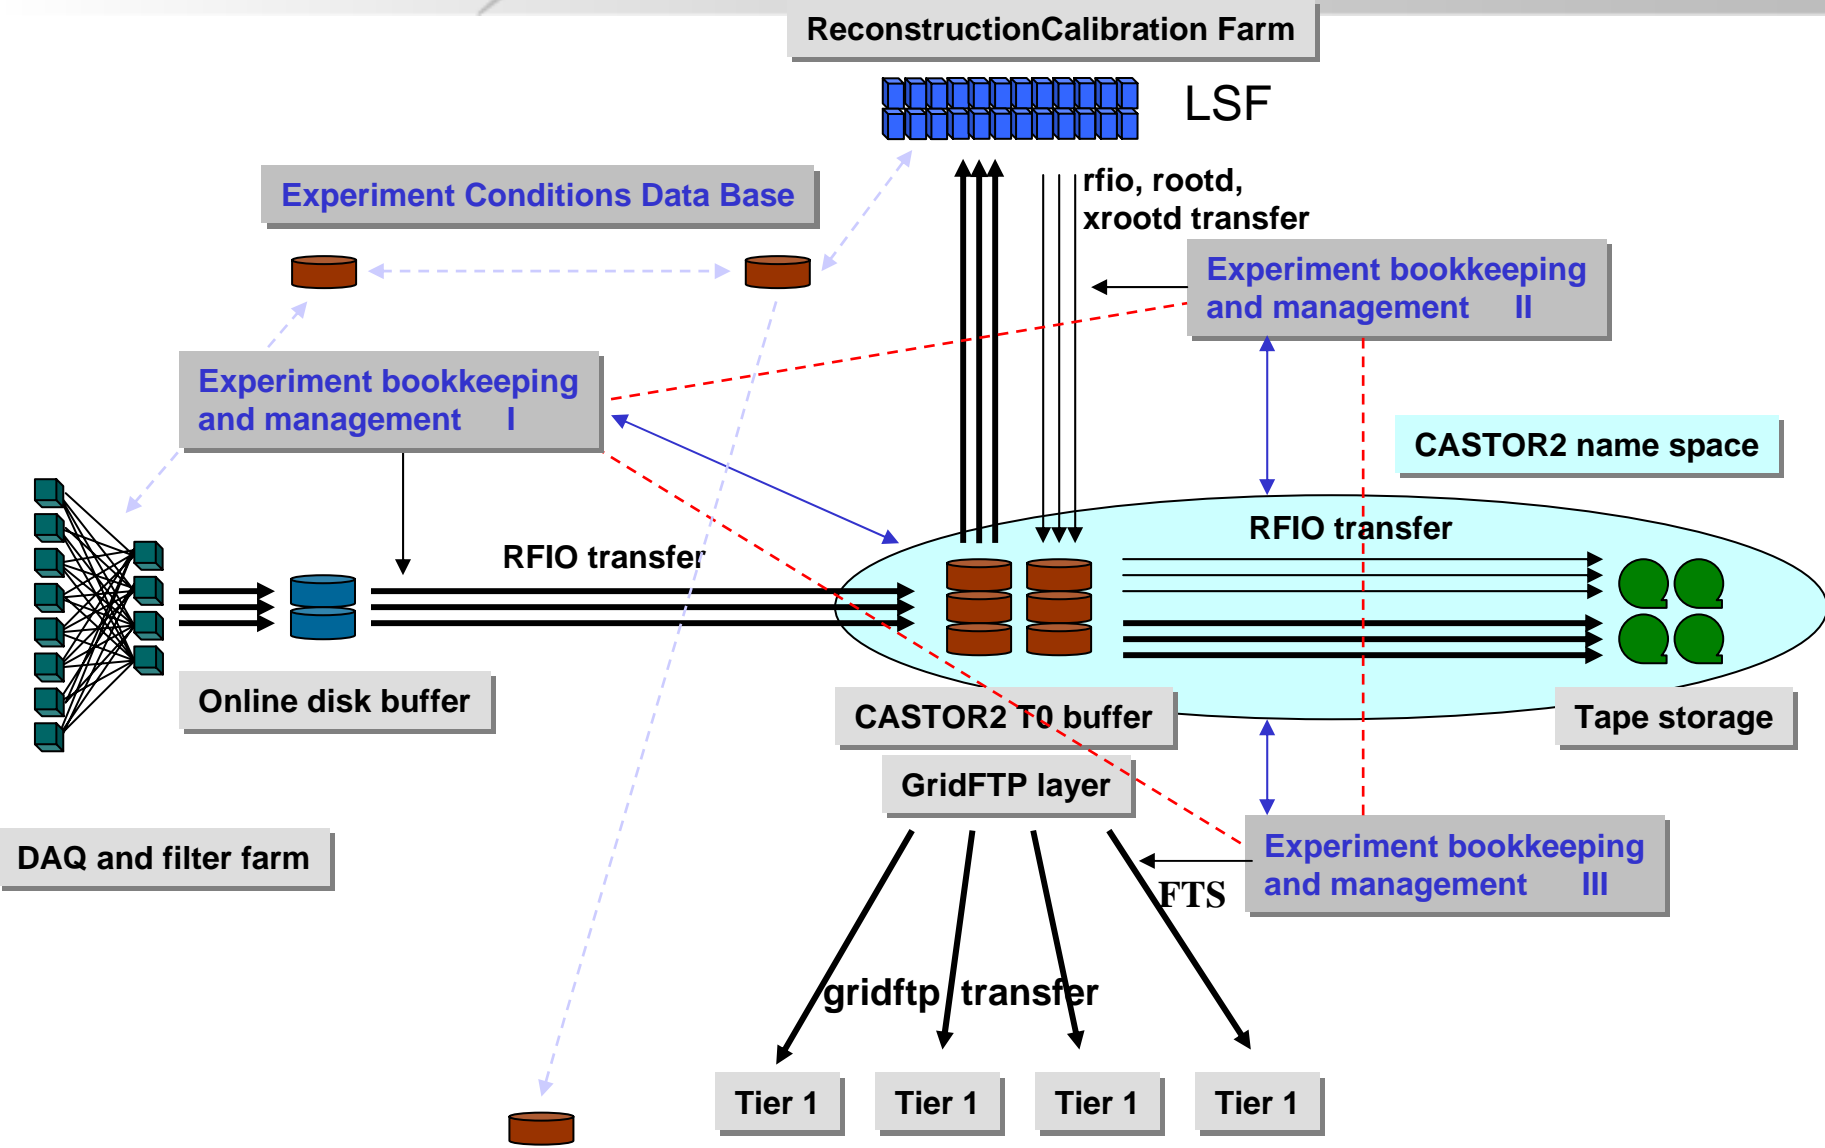 ReconstructionCalibration Farm
LSF
rfio, rootd,
xrootd transfer
Experiment Conditions Data Base
Experiment bookkeeping
and management II
Experiment bookkeeping
and management I
CASTOR2 name space
RFIO transfer
RFIO transfer
Online disk buffer
CASTOR2 T0 buffer
Tape storage
GridFTP layer
DAQ and filter farm
Experiment bookkeeping
and management III
FTS
gridftp transfer
Tier 1
Tier 1
Tier 1
Tier 1